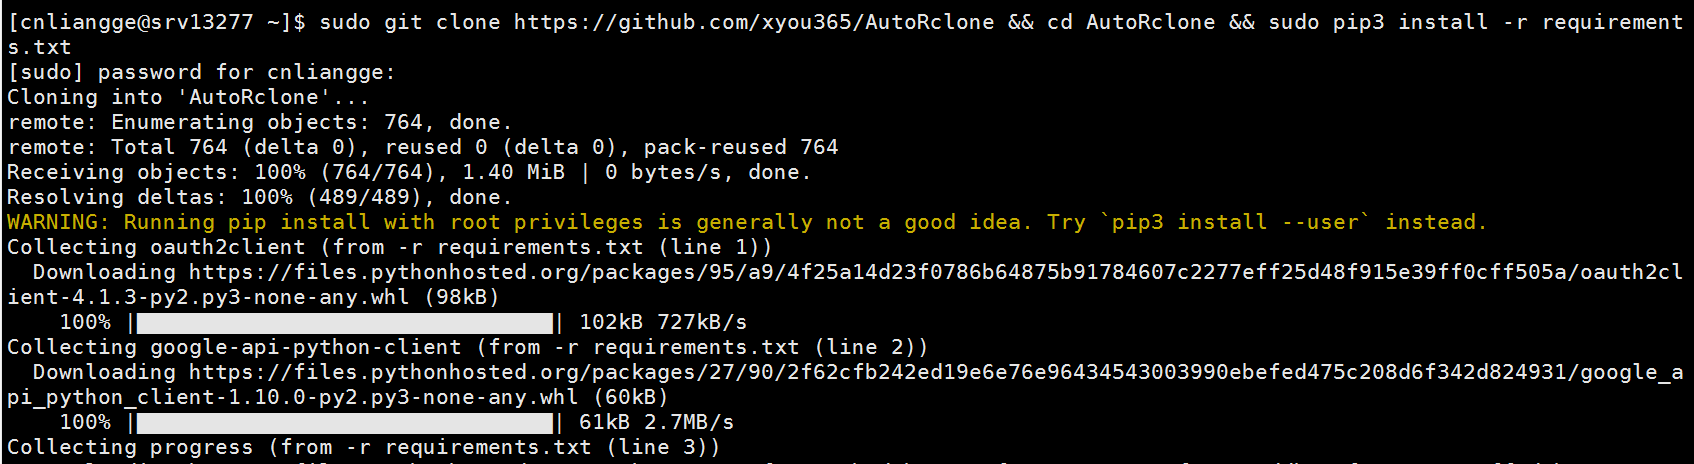 [cnliangge@srv13277 ~]$ sudo git clone https://github.com/xyou365/AutoRclone && cd AutoRclone && sudo pip3 install -r requirement
s.txt
[sudo] password for cnliangge:
Cloning into 'AutoRclone'...
remote: Enumerating objects: 764, done.
remote: Total 764 (delta 0), reused 0 (delta 0), pack-reused 764
Receiving objects: 100% (764/764), 1.40 MiB | 0 bytes/s, done.
Resolving deltas: 100% (489/489), done.
WARNING: Running pip install with root privileges is generally not a good idea. Try `pip3 install --user` instead.
Collecting oauth2client (from -r requirements.txt (line 1))
  Downloading https://files.pythonhosted.org/packages/95/a9/4f25a14d23f0786b64875b91784607c2277eff25d48f915e39ff0cff505a/oauth2cl
ient-4.1.3-py2.py3-none-any.whl (98kB)
    100% |████████████████████████████████| 102kB 727kB/s
Collecting google-api-python-client (from -r requirements.txt (line 2))
  Downloading https://files.pythonhosted.org/packages/27/90/2f62cfb242ed19e6e76e96434543003990ebefed475c208d6f342d824931/google_a
pi_python_client-1.10.0-py2.py3-none-any.whl (60kB)
    100% |████████████████████████████████| 61kB 2.7MB/s
Collecting progress (from -r requirements.txt (line 3))